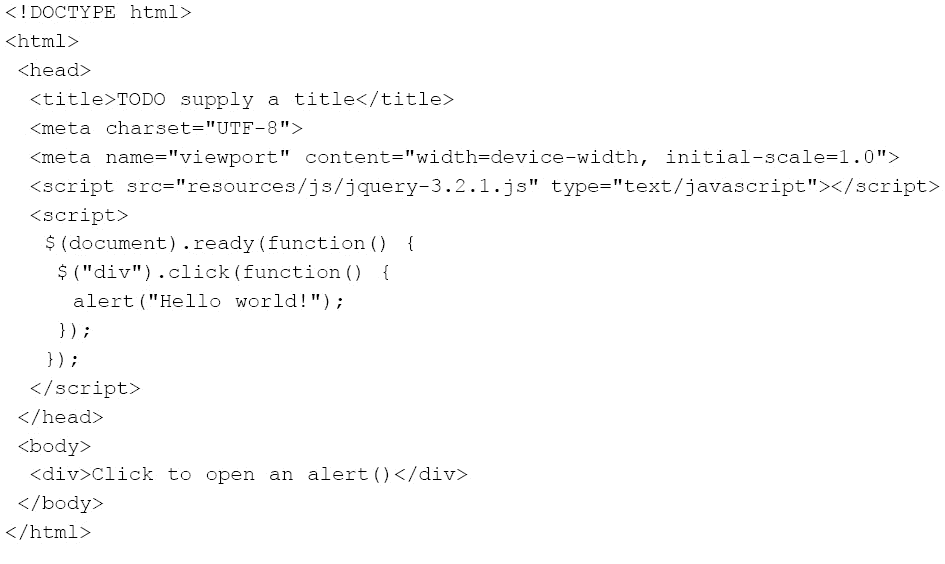 <!DOCTYPE html>
<html>
<head>
<title>TODO supply a title</title>
<meta charset="UTF-8">
<meta name="viewport" content="width=device-width, initial-scale=1.0">
<script src="resources/js/jquery-3.2.1.js" type="text/javascript"></script>
<script>
$(document).ready(function() {
$("div").click(function() {
alert("Hello world!");
});
});
</script>
</head>
<body>
<div>Click to open an alert()</div>
</body>
</html>